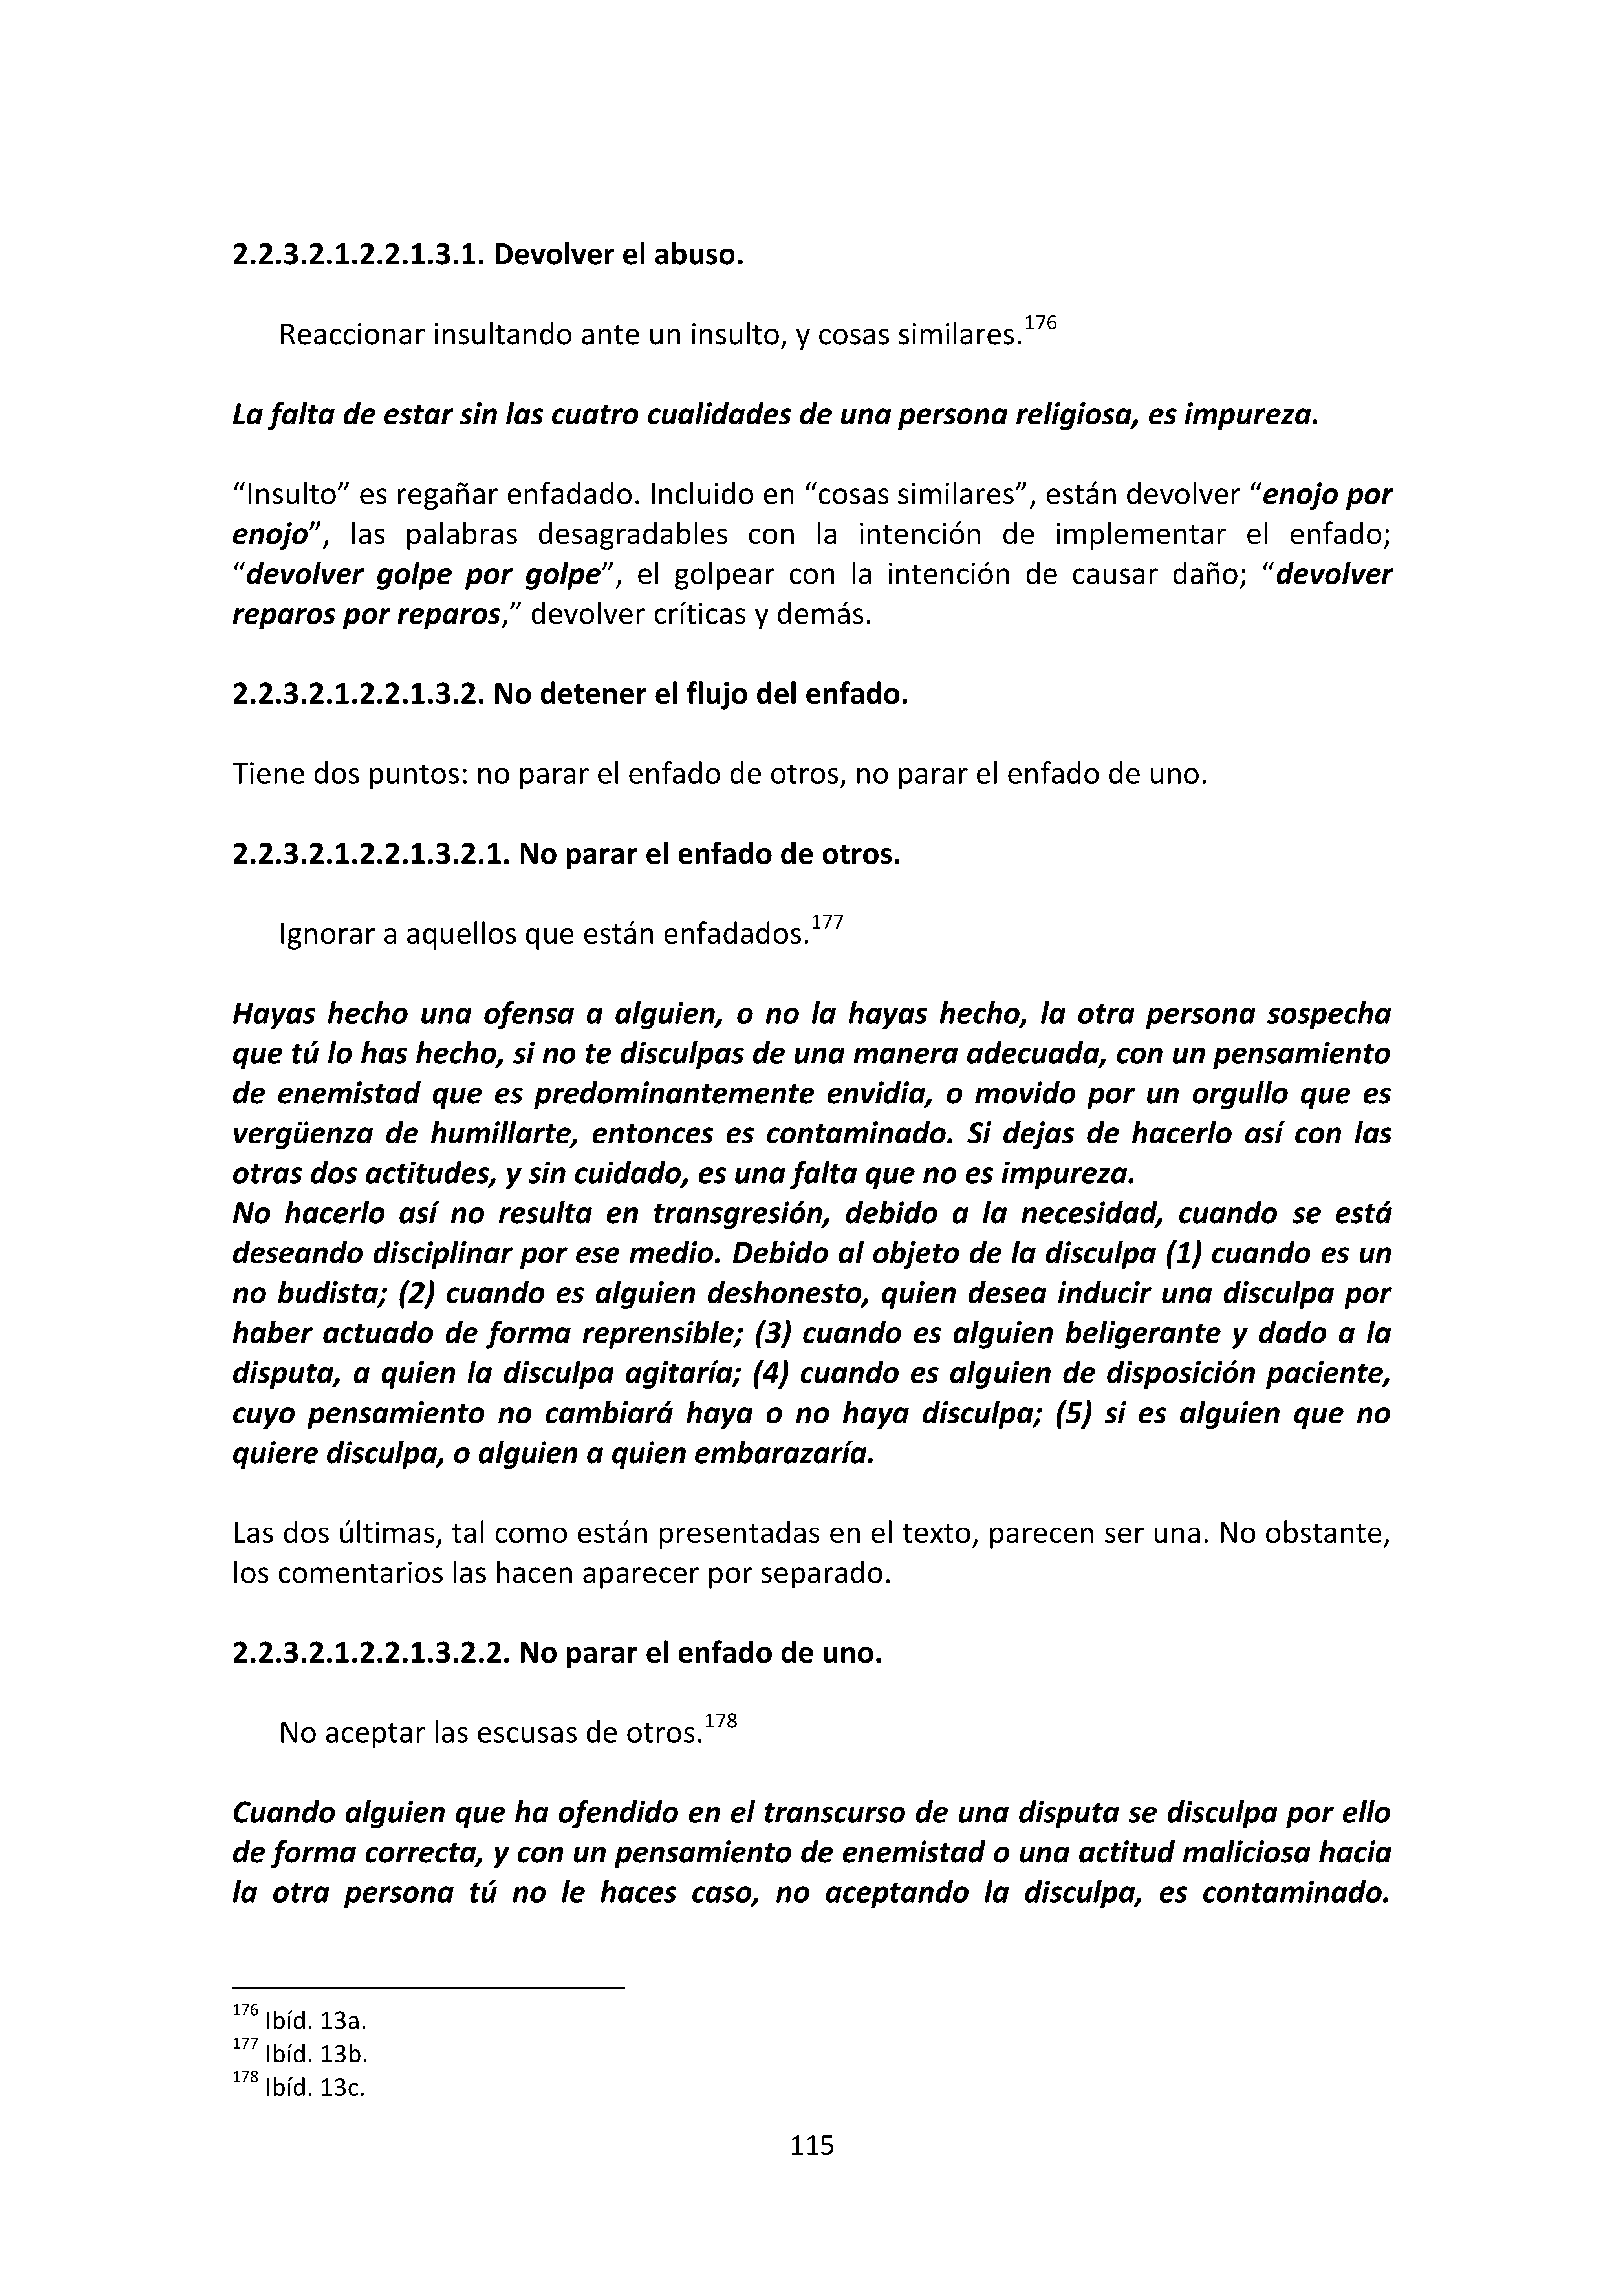 2.2.3.2.1.2.2.1.3.1. Devolver el abuso.
Reaccionar insultando ante un insulto, y cosas similares.176
La falta de estar sin las cuatro cualidades de una persona religiosa, es impureza.
“Insulto” es regañar enfadado. Incluido en “cosas similares”, están devolver “enojo por
enojo”, las palabras desagradables con la intención de implementar el enfado;
“devolver golpe por golpe”, el golpear con la intención de causar daño; “devolver
reparos por reparos,” devolver críticas y demás.
2.2.3.2.1.2.2.1.3.2. No detener el flujo del enfado.
Tiene dos puntos: no parar el enfado de otros, no parar el enfado de uno.
2.2.3.2.1.2.2.1.3.2.1. No parar el enfado de otros.
Ignorar a aquellos que están enfadados.177
Hayas hecho una ofensa a alguien, o no la hayas hecho, la otra persona sospecha
que tú lo has hecho, si no te disculpas de una manera adecuada, con un pensamiento
de enemistad que es predominantemente envidia, o movido por un orgullo que es
vergüenza de humillarte, entonces es contaminado. Si dejas de hacerlo así con las
otras dos actitudes, y sin cuidado, es una falta que no es impureza.
No hacerlo así no resulta en transgresión, debido a la necesidad, cuando se está
deseando disciplinar por ese medio. Debido al objeto de la disculpa (1) cuando es un
no budista; (2) cuando es alguien deshonesto, quien desea inducir una disculpa por
haber actuado de forma reprensible; (3) cuando es alguien beligerante y dado a la
disputa, a quien la disculpa agitaría; (4) cuando es alguien de disposición paciente,
cuyo pensamiento no cambiará haya o no haya disculpa; (5) si es alguien que no
quiere disculpa, o alguien a quien embarazaría.
Las dos últimas, tal como están presentadas en el texto, parecen ser una. No obstante,
los comentarios las hacen aparecer por separado.
2.2.3.2.1.2.2.1.3.2.2. No parar el enfado de uno.
No aceptar las escusas de otros.178
Cuando alguien que ha ofendido en el transcurso de una disputa se disculpa por ello
de forma correcta, y con un pensamiento de enemistad o una actitud maliciosa hacia
la otra persona tú no le haces caso, no aceptando la disculpa, es contaminado.
176 Ibíd. 13a.
177 Ibíd. 13b.
178 Ibíd. 13c.
115